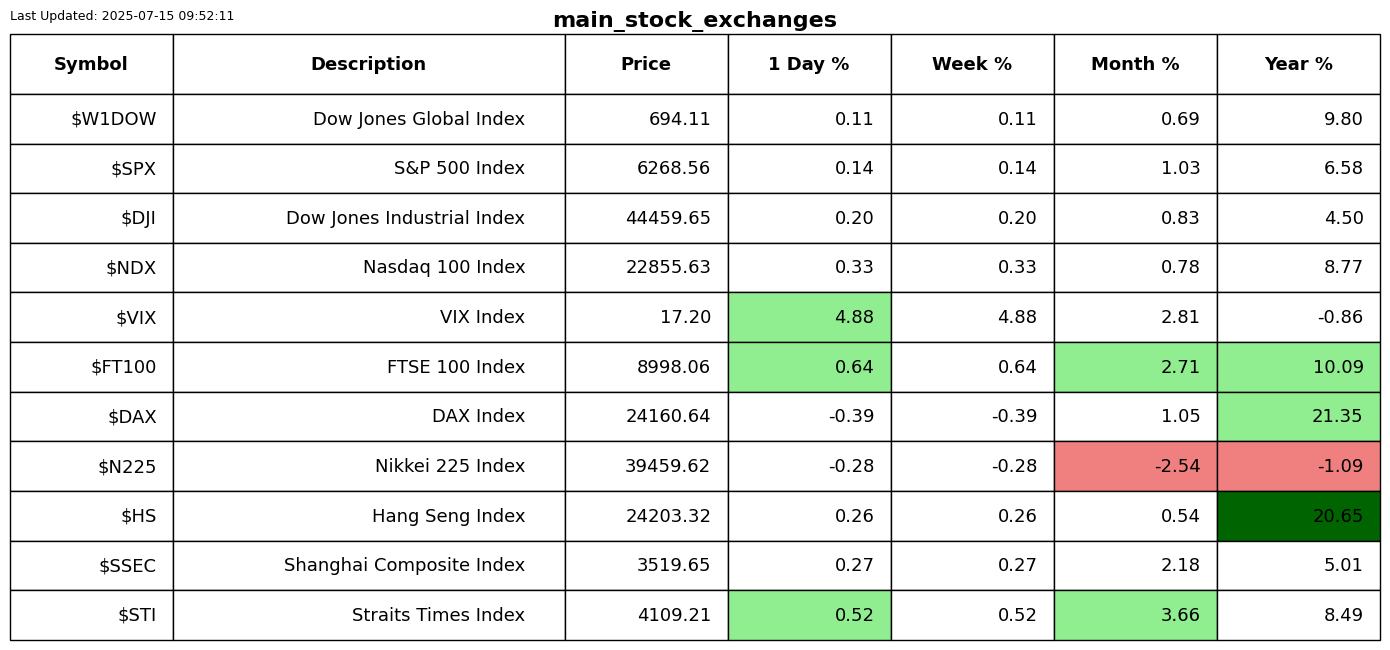 Last Updated: 2025-07-15 09:52:11
main_stock_exchanges
Symbol Description Price 1 Day % Week % Month % Year %
$W1DOW Dow Jones Global Index 694.11 0.11 0.11 0.69 9.80
$SPX S&P 500 Index 6268.56 0.14 0.14 1.03 6.58
$DJI Dow Jones Industrial Index 44459.65 0.20 0.20 0.83 4.50
$NDX Nasdaq 100 Index 22855.63 0.33 0.33 0.78 8.77
$VIX VIX Index 17.20 4.88 4.88 2.81 -0.86
$FT100 FTSE 100 Index 8998.06 0.64 0.64 2.71 10.09
$DAX DAX Index 24160.64 -0.39 -0.39 1.05 21.35
$N225 Nikkei 225 Index 39459.62 -0.28 -0.28 -2.54 -1.09
$HS Hang Seng Index 24203.32 0.26 0.26 0.54 20.65
$SSEC Shanghai Composite Index 3519.65 0.27 0.27 2.18 5.01
$STI Straits Times Index 4109.21 0.52 0.52 3.66 8.49